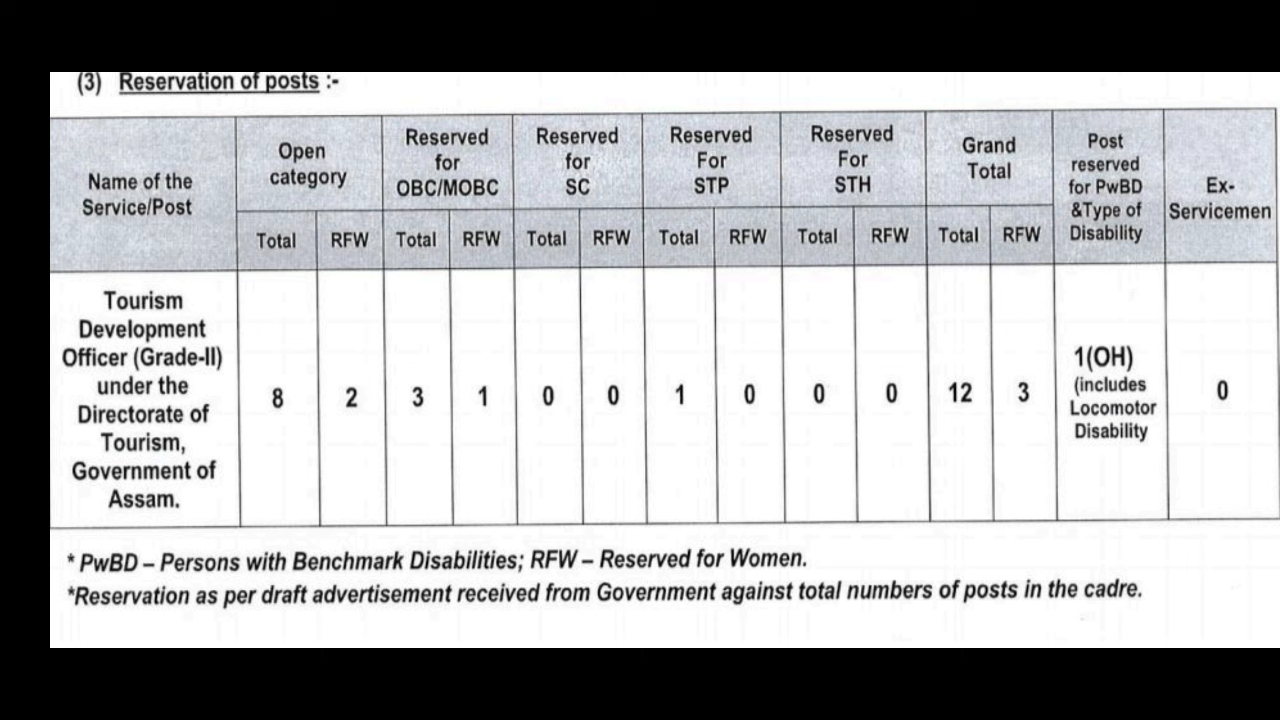 (3) Reservation of posts :-
Name of the
Service/Post
Open
category
Reserved
for
OBC/MOBC
Reserved
for
SC
Reserved
For
STP
Reserved
For
STH
Grand
Total
Post
reserved
for PwBD
&Type of
Disability
Ex-
Servicemen
Total RFW Total RFW Total RFW Total RFW Total RFW Total RFW
Tourism
Development
Officer (Grade-II)
under the
Directorate of
Tourism,
Government of
Assam.
8 2 3 1 0 0 1 0 0 0 12 3
1(OH)
(includes
Locomotor
Disability
0
* PwBD – Persons with Benchmark Disabilities; RFW – Reserved for Women.
*Reservation as per draft advertisement received from Government against total numbers of posts in the cadre.